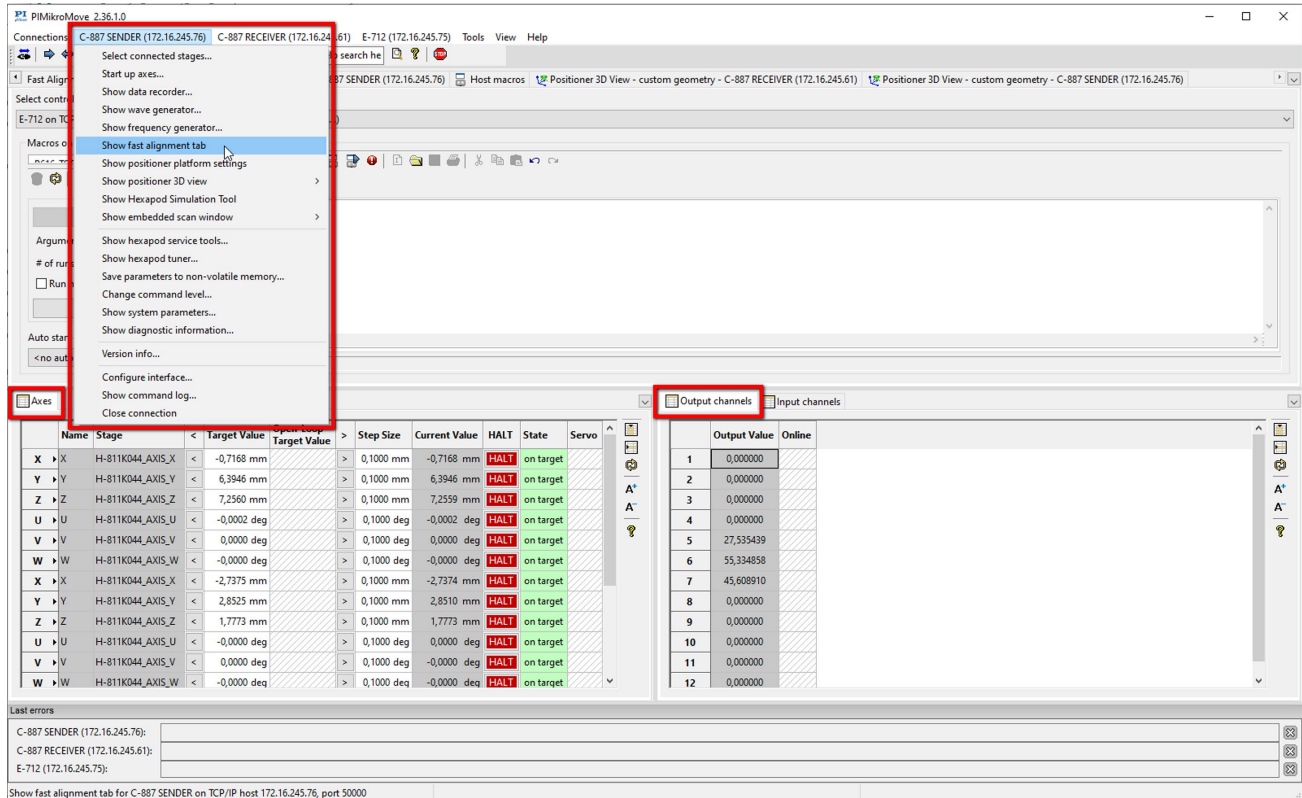 PI PIMikroMove 2.36.1.0
Connections C-887 SENDER (172.16.245.76) C-887 RECEIVER (172.16.24 .61) E-712 (172.16.245.75) Tools View Help
search he
Select connected stages...
Start up axes...
Show data recorder...
Show wave generator...
Show frequency generator...
Show fast alignment tab
Show positioner platform settings
Show positioner 3D view >
Show Hexapod Simulation Tool
Show embedded scan window >
Show hexapod service tools...
Show hexapod tuner...
Save parameters to non-volatile memory...
Change command level...
Show system parameters...
Show diagnostic information...
Version info...
Configure interface...
Show command log...
Close connection
Fast Align 87 SENDER (172.16.245.76) Host macros Positioner 3D View - custom geometry - C-887 RECEIVER (172.16.245.61) Positioner 3D View - custom geometry - C-887 SENDER (172.16.245.76)
Select contro
E-712 on TCP
Macros on
Argume
# of runs
Run
Auto star
<no aut
Axes
Output channels Input channels
Name Stage < Target Value Open-Loop Target Value > Step Size Current Value HALT State Servo
X X H-811K044_AXIS_X < -0,7168 mm > 0,1000 mm -0,7168 mm HALT on target
Y Y H-811K044_AXIS_Y < 6,3946 mm > 0,1000 mm 6,3946 mm HALT on target
Z Z H-811K044_AXIS_Z < 7,2560 mm > 0,1000 mm 7,2559 mm HALT on target
U U H-811K044_AXIS_U < -0,0002 deg > 0,1000 deg -0,0002 deg HALT on target
V V H-811K044_AXIS_V < 0,0000 deg > 0,1000 deg 0,0000 deg HALT on target
W W H-811K044_AXIS_W < -0,0000 deg > 0,1000 deg -0,0000 deg HALT on target
X X H-811K044_AXIS_X < -2,7375 mm > 0,1000 mm -2,7374 mm HALT on target
Y Y H-811K044_AXIS_Y < 2,8525 mm > 0,1000 mm 2,8510 mm HALT on target
Z Z H-811K044_AXIS_Z < 1,7773 mm > 0,1000 mm 1,7773 mm HALT on target
U U H-811K044_AXIS_U < -0,0000 deg > 0,1000 deg 0,0000 deg HALT on target
V V H-811K044_AXIS_V < 0,0000 deg > 0,1000 deg -0,0000 deg HALT on target
W W H-811K044_AXIS_W < -0,0000 deg > 0,1000 deg -0,0000 deg HALT on target
Output Value Online
1 0,000000
2 0,000000
3 0,000000
4 0,000000
5 27,535439
6 55,334858
7 45,608910
8 0,000000
9 0,000000
10 0,000000
11 0,000000
12 0,000000
Last errors
C-887 SENDER (172.16.245.76):
C-887 RECEIVER (172.16.245.61):
E-712 (172.16.245.75):
Show fast alignment tab for C-887 SENDER on TCP/IP host 172.16.245.76, port 50000